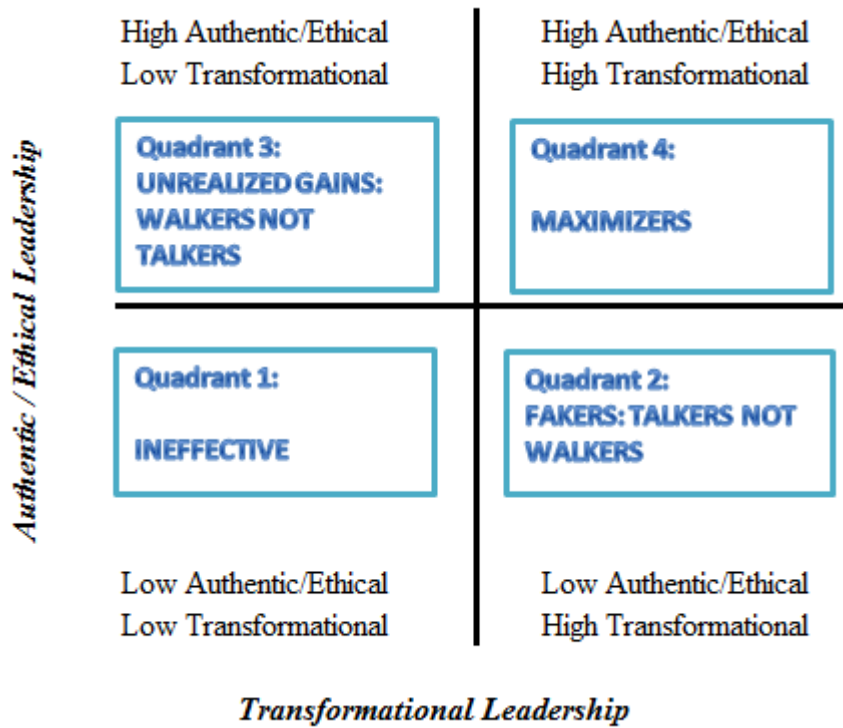 High Authentic/Ethical
Low Transformational
High Authentic/Ethical
High Transformational
Quadrant 3:
UNREALIZED GAINS:
WALKERS NOT
TALKERS
Quadrant 4:
MAXIMIZERS
Authentic / Ethical Leadership
Quadrant 1:
INEFFECTIVE
Quadrant 2:
FAKERS: TALKERS NOT
WALKERS
Low Authentic/Ethical
Low Transformational
Low Authentic/Ethical
High Transformational
Transformational Leadership